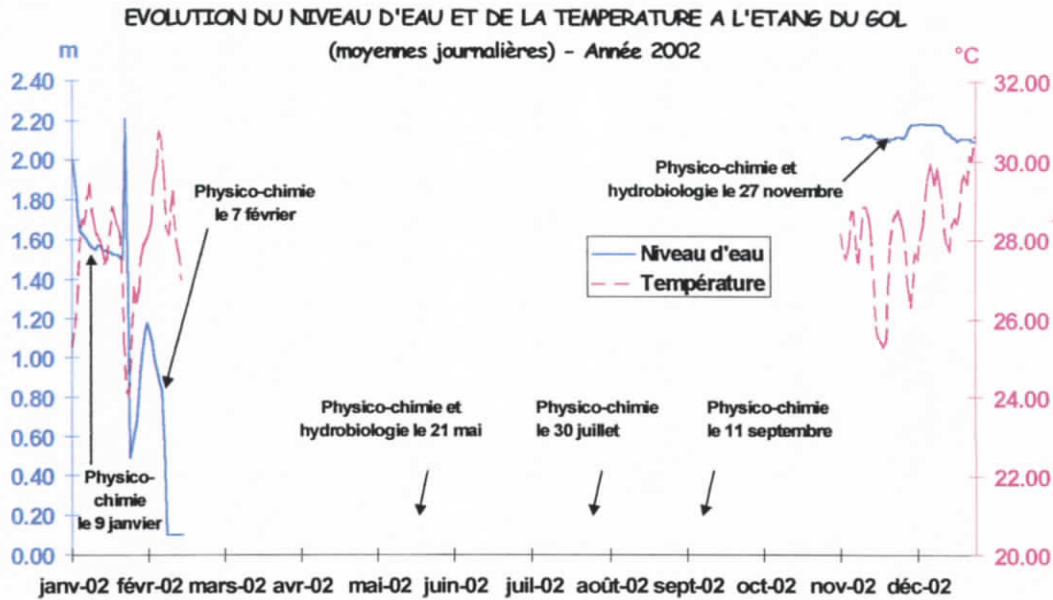 EVOLUTION DU NIVEAU D'EAU ET DE LA TEMPERATURE A L'ETANG DU GOL
(moyennes journalières) - Année 2002
m
°C
2.40
2.20
2.00
1.80
1.60
1.40
1.20
1.00
0.80
0.60
0.40
0.20
0.00
32.00
30.00
28.00
26.00
24.00
22.00
20.00
Physico-chimie
le 7 février
Physico-chimie et
hydrobiologie le 27 novembre
Niveau d'eau
Température
Physico-
chimie
le 9 janvier
Physico-chimie et
hydrobiologie le 21 mai
Physico-chimie
le 30 juillet
Physico-chimie
le 11 septembre
janv-02 févr-02 mars-02 avr-02 mai-02 juin-02 juil-02 août-02 sept-02 oct-02 nov-02 déc-02